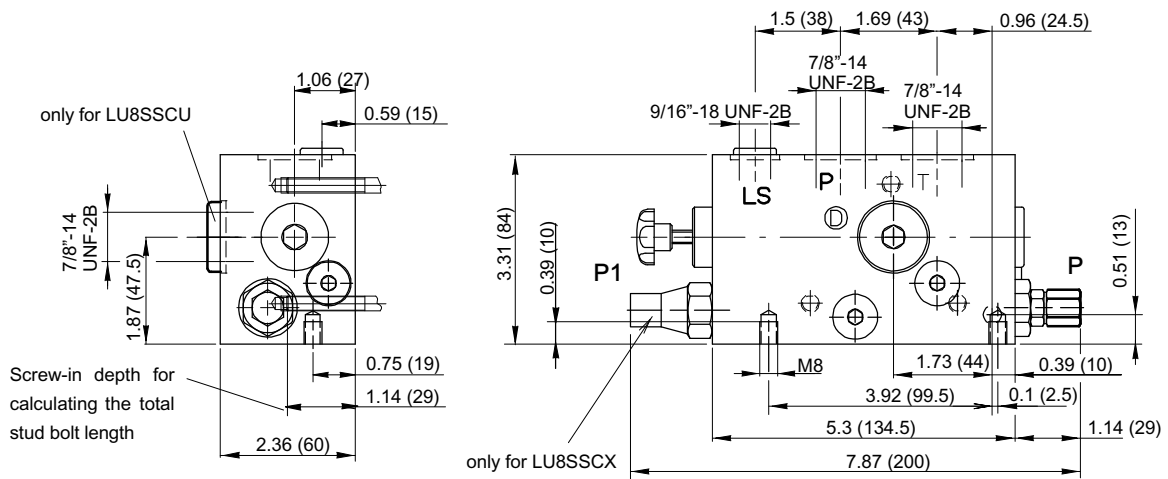 1.06 (27)
only for LU8SSCU
0.59 (15)
7/8”-14
UNF-2B
1.87 (47.5)
0.75 (19)
1.14 (29)
Screw-in depth for
calculating the total
stud bolt length
2.36 (60)
1.5 (38)
1.69 (43)
0.96 (24.5)
7/8”-14
UNF-2B
7/8”-14
UNF-2B
9/16”-18 UNF-2B
LS
P
T
D
3.31 (84)
0.39 (10)
P1
P
0.51 (13)
M8
1.73 (44)
0.39 (10)
3.92 (99.5)
0.1 (2.5)
5.3 (134.5)
1.14 (29)
only for LU8SSCX
7.87 (200)